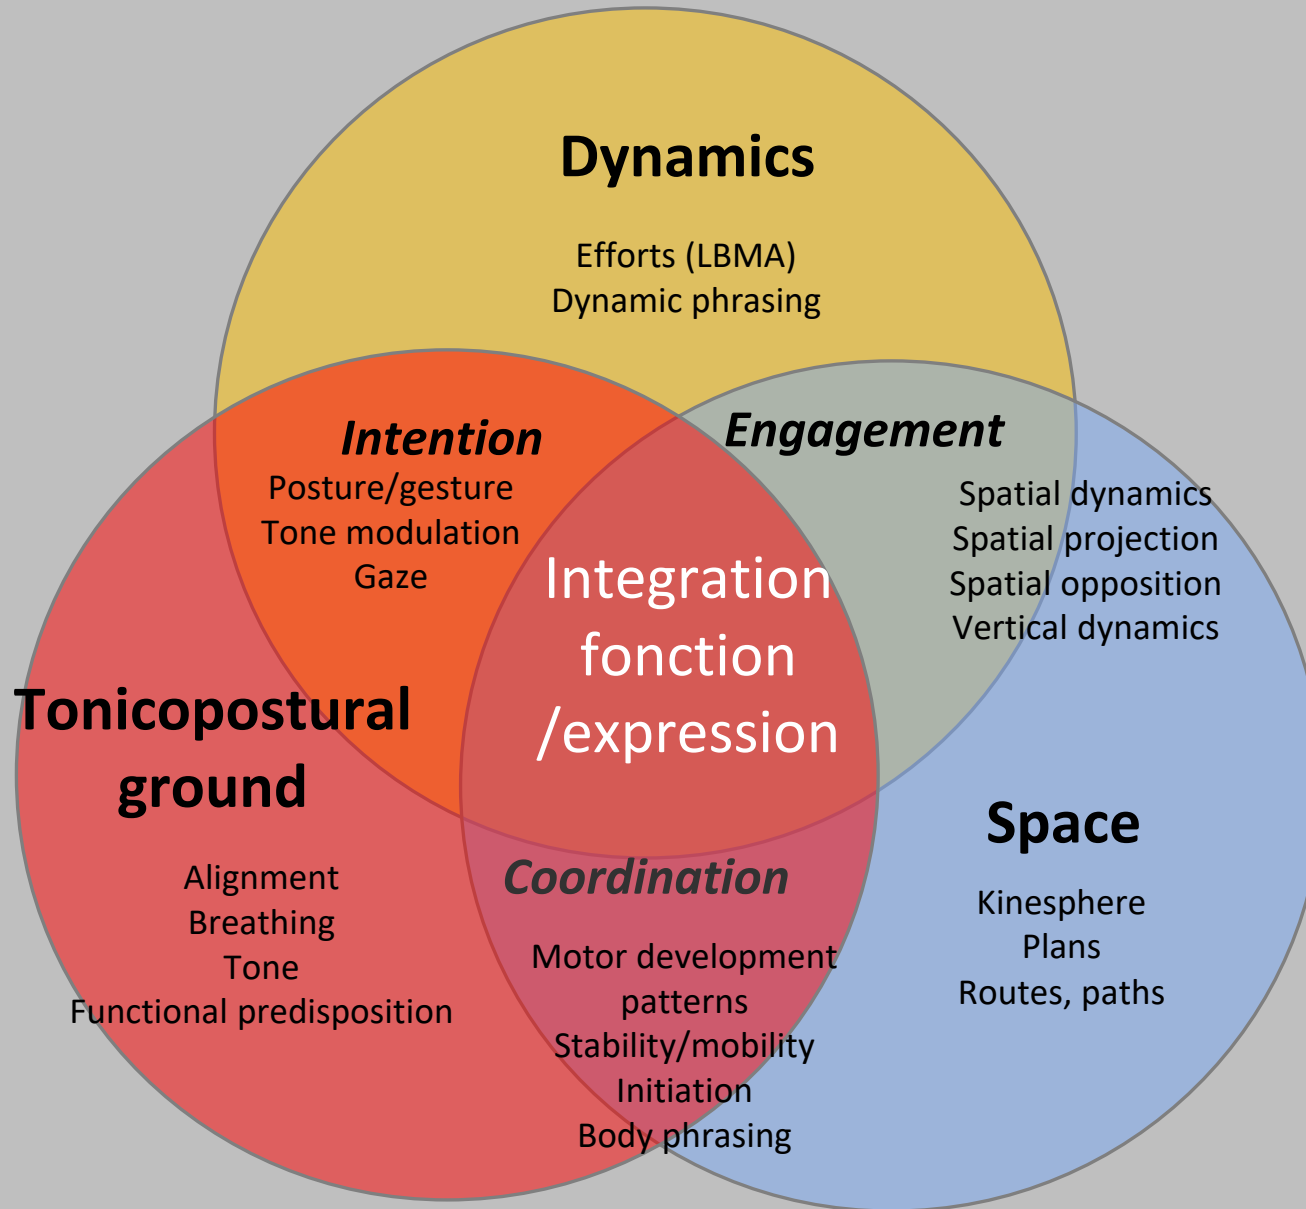 Dynamics
Efforts (LBMA)
Dynamic phrasing
Intention
Posture/gesture
Tone modulation
Gaze
Engagement
Spatial dynamics
Spatial projection
Spatial opposition
Vertical dynamics
Integration
fonction
/expression
Tonicopostural
ground
Alignment
Breathing
Tone
Functional predisposition
Coordination
Motor development
patterns
Stability/mobility
Initiation
Body phrasing
Space
Kinesphere
Plans
Routes, paths